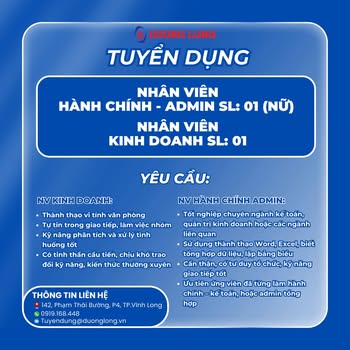 DUONG LONG
TUYỂN DỤNG
NHÂN VIÊN
HÀNH CHÍNH - ADMIN SL: 01 (NỮ)
NHÂN VIÊN
KINH DOANH SL: 01
YÊU CẦU:
NV KINH DOANH:
• Thành thạo vi tính văn phòng
• Tự tin trong giao tiếp, làm việc nhóm
• Kỹ năng phân tích và xử lý tình
huống tốt
• Có tinh thần cầu tiến, chịu khó trao
đổi kỹ năng, kiến thức thường xuyên
NV HÀNH CHÍNH ADMIN:
• Tốt nghiệp chuyên ngành kế toán,
quản trị kinh doanh hoặc các ngành
liên quan
• Sử dụng thành thạo Word, Excel, biết
tổng hợp dữ liệu, lập bảng biểu
• Cẩn thận, có tư duy tổ chức, kỹ năng
giao tiếp tốt
• Ưu tiên ứng viên đã từng làm hành
chính - kế toán, hoặc admin tổng
hợp
THÔNG TIN LIÊN HỆ
142, Phạm Thái Bường, P4, TP.Vĩnh Long
0919.168.448
Tuyendung@duonglong.vn